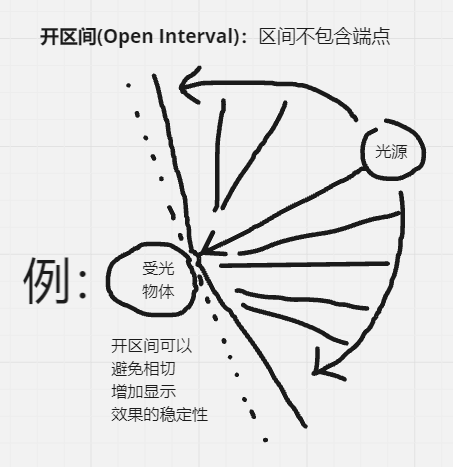 开区间(Open Interval)：区间不包含端点
光源
例：
受光
物体
开区间可以
避免相切
增加显示
效果的稳定性